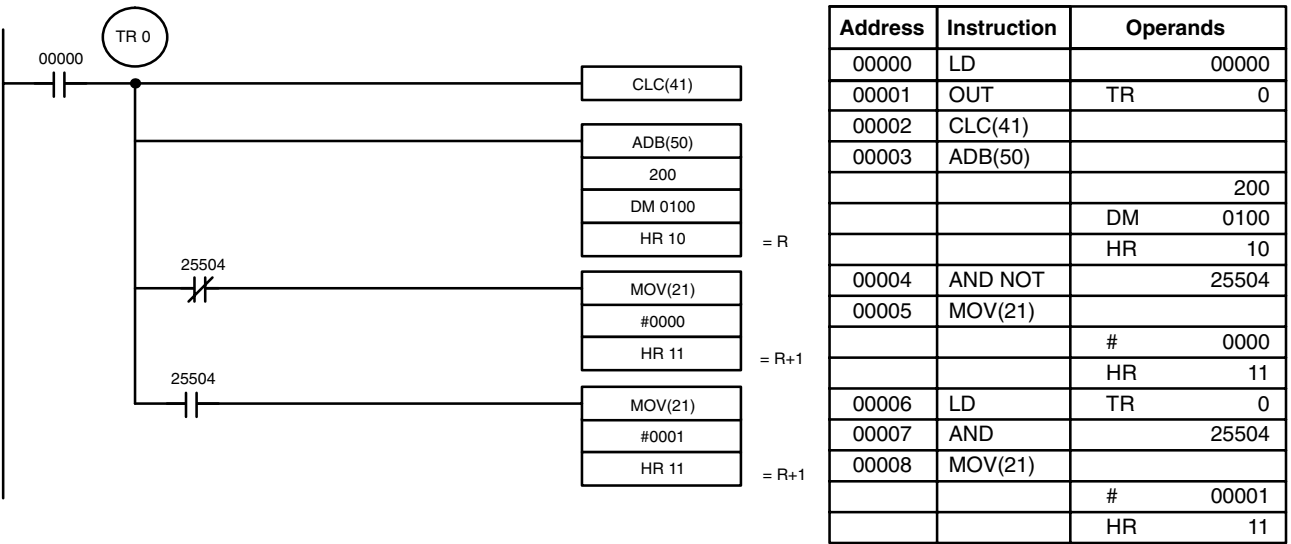 TR 0
00000
CLC(41)
ADB(50)
200
DM 0100
HR 10
= R
25504
MOV(21)
#0000
HR 11
= R+1
25504
MOV(21)
#0001
HR 11
= R+1
Address Instruction Operands
00000 LD 00000
00001 OUT TR 0
00002 CLC(41)
00003 ADB(50)
200
DM 0100
HR 10
00004 AND NOT 25504
00005 MOV(21)
# 0000
HR 11
00006 LD TR 0
00007 AND 25504
00008 MOV(21)
# 00001
HR 11